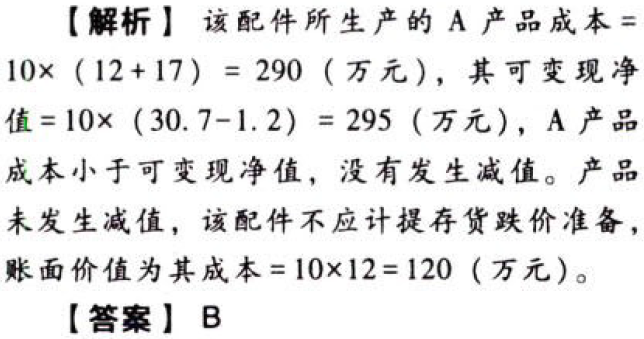 【解析】 该配件所生产的 A 产品成本 =
10× (12+17) = 290 (万元), 其可变现净
值 = 10× (30.7-1.2) = 295 (万元), A 产品
成本小于可变现净值, 没有发生减值。产品
未发生减值, 该配件不应计提存货跌价准备,
账面价值为其成本 = 10×12 = 120 (万元)。
【答案】 B